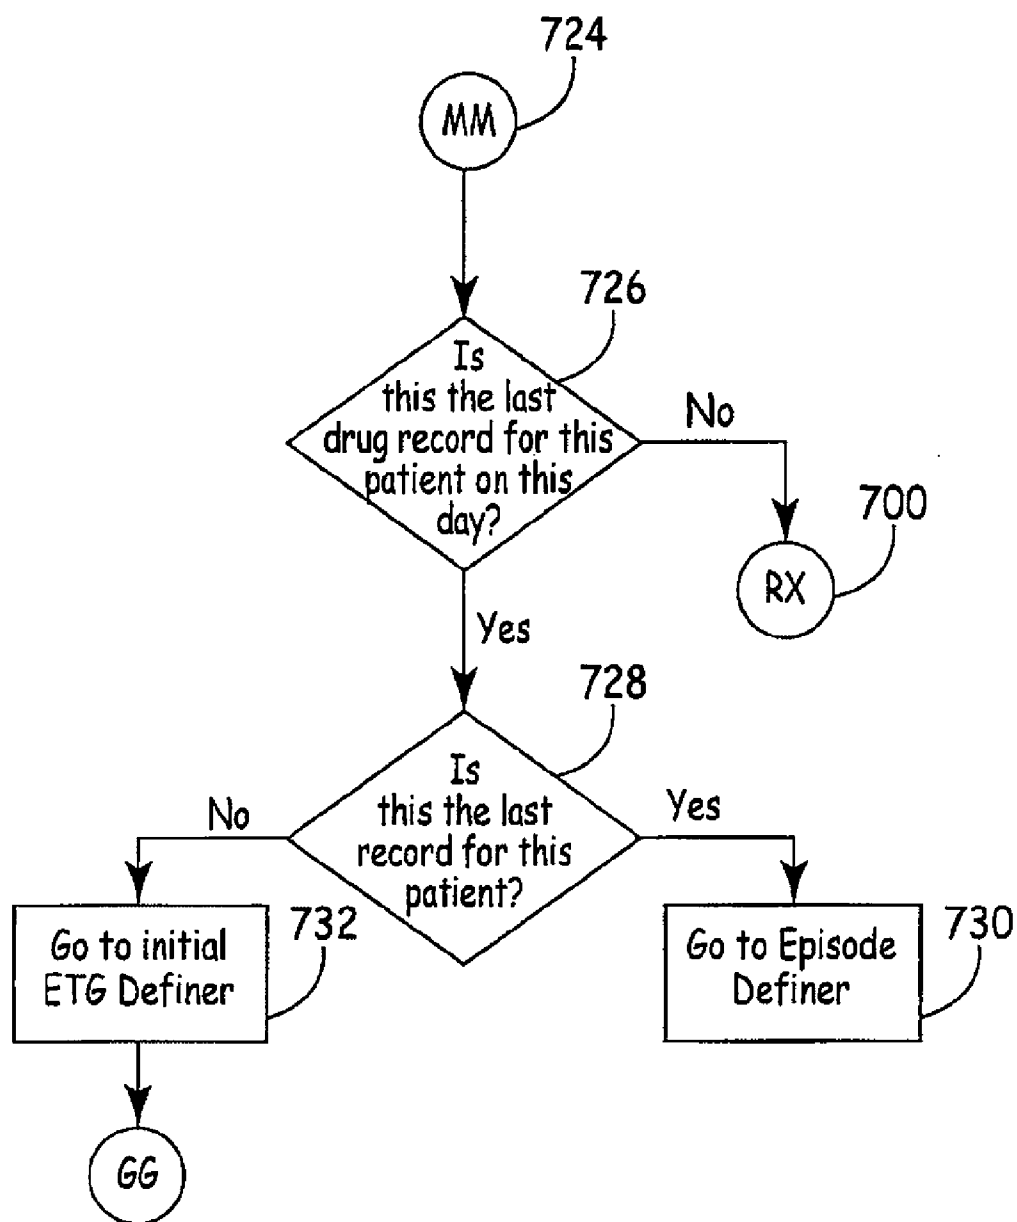 724
MM
726
Is
this the last
drug record for this
patient on this
day?
No
700
RX
Yes
728
Is
this the last
record for this
patient?
No
Yes
Go to initial
ETG Definer
732
Go to Episode
Definer
730
GG